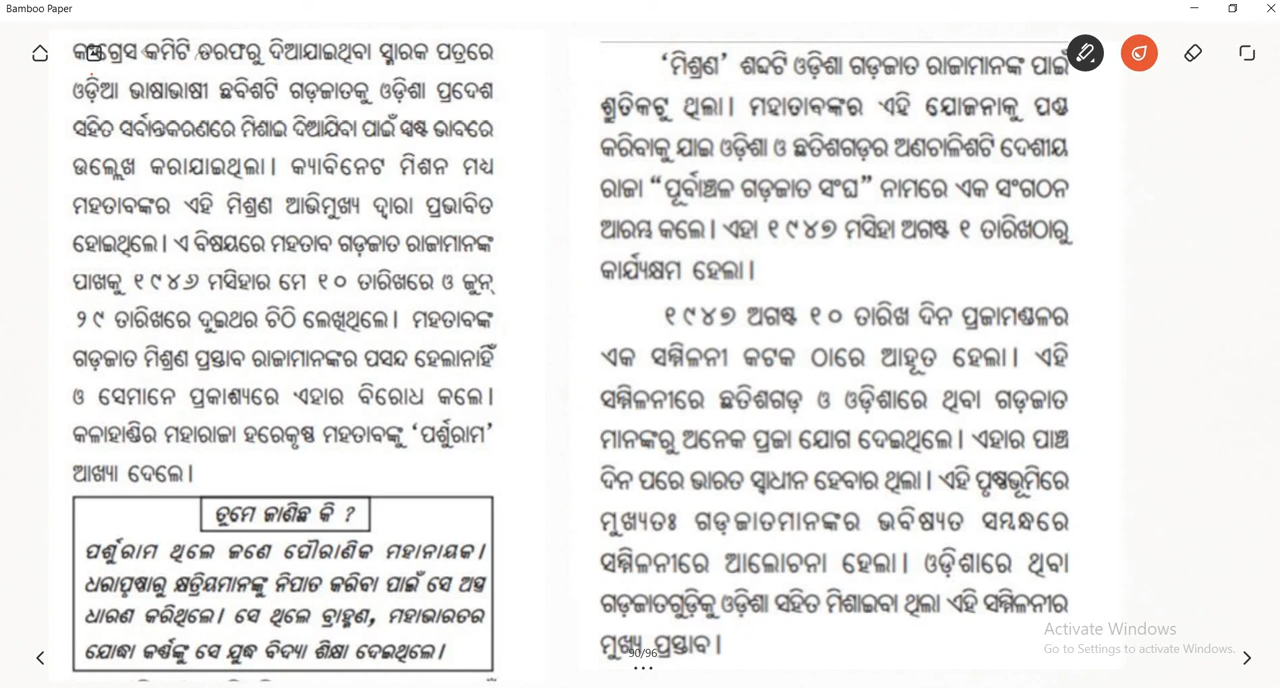 Bamboo Paper
କଂଗ୍ରେସ କମିଟି ତରଫରୁ ଦିଆଯାଇଥିବା ସ୍ମାରକ ପତ୍ରରେ
ଓଡ଼ିଆ ଭାଷାଭାଷୀ ଛବିଶଟି ଗଡ଼ଜାତକୁ ଓଡ଼ିଶା ପ୍ରଦେଶ
ସହିତ ସର୍ବାନ୍ତକରଣରେ ମିଶାଇ ଦିଆଯିବା ପାଇଁ ସ୍ପଷ୍ଟ ଭାବରେ
ଉଲ୍ଲେଖ କରାଯାଇଥିଲା। କ୍ୟାବିନେଟ ମିଶନ ମଧ୍ୟ
ମହତାବଙ୍କର ଏହି ମିଶ୍ରଣ ଆଭିମୁଖ୍ୟ ଦ୍ୱାରା ପ୍ରଭାବିତ
ହୋଇଥିଲେ। ଏ ବିଷୟରେ ମହତାବ ଗଡ଼ଜାତ ରାଜାମାନଙ୍କ
ପାଖକୁ ୧୯୪୬ ମସିହାର ମେ ୧୦ ତାରିଖରେ ଓ ଜୁନ୍
୨୯ ତାରିଖରେ ଦୁଇଥର ଚିଠି ଲେଖିଥିଲେ। ମହତାବଙ୍କ
ଗଡ଼ଜାତ ମିଶ୍ରଣ ପ୍ରସ୍ତାବ ରାଜାମାନଙ୍କର ପସନ୍ଦ ହେଲାନାହିଁ
ଓ ସେମାନେ ପ୍ରକାଶ୍ୟରେ ଏହାର ବିରୋଧ କଲେ।
କଳାହାଣ୍ଡିର ମହାରାଜା ହରେକୃଷ୍ଣ ମହତାବଙ୍କୁ ‘ପର୍ଶୁରାମ’
ଆଖ୍ୟା ଦେଲେ।
ତୁମେ ଜାଣିଛ କି ?
ପର୍ଶୁରାମ ଥିଲେ ଜଣେ ପୌରାଣିକ ମହାନାୟକ।
ଧରାପୃଷ୍ଠାରୁ କ୍ଷତ୍ରିୟମାନଙ୍କୁ ନିପାତ କରିବା ପାଇଁ ସେ ଅସ୍ତ୍ର
ଧାରଣ କରିଥିଲେ। ସେ ଥିଲେ ବ୍ରାହ୍ମଣ, ମହାଭାରତର
ଯୋଦ୍ଧା କର୍ଣ୍ଣଙ୍କୁ ସେ ଯୁଦ୍ଧ ବିଦ୍ୟା ଶିକ୍ଷା ଦେଇଥିଲେ।
‘ମିଶ୍ରଣ’ ଶବ୍ଦଟି ଓଡ଼ିଶା ଗଡ଼ଜାତ ରାଜାମାନଙ୍କ ପାଇଁ
ଶ୍ରୁତିକଟୁ ଥିଲା। ମହାତାବଙ୍କର ଏହି ଯୋଜନାକୁ ପଣ୍ଡ
କରିବାକୁ ଯାଇ ଓଡ଼ିଶା ଓ ଛତିଶଗଡ଼ର ଅଣଚାଳିଶଟି ଦେଶୀୟ
ରାଜା “ପୂର୍ବାଞ୍ଚଳ ଗଡ଼ଜାତ ସଂଘ” ନାମରେ ଏକ ସଂଗଠନ
ଆରମ୍ଭ କଲେ। ଏହା ୧୯୪୭ ମସିହା ଅଗଷ୍ଟ ୧ ତାରିଖଠାରୁ
କାର୍ଯ୍ୟକ୍ଷମ ହେଲା।
୧୯୪୭ ଅଗଷ୍ଟ ୧୦ ତାରିଖ ଦିନ ପ୍ରଜାମଣ୍ଡଳର
ଏକ ସମ୍ମିଳନୀ କଟକ ଠାରେ ଆହୂତ ହେଲା। ଏହି
ସମ୍ମିଳନୀରେ ଛତିଶଗଡ଼ ଓ ଓଡ଼ିଶାରେ ଥିବା ଗଡ଼ଜାତ
ମାନଙ୍କରୁ ଅନେକ ପ୍ରଜା ଯୋଗ ଦେଇଥିଲେ। ଏହାର ପାଞ୍ଚ
ଦିନ ପରେ ଭାରତ ସ୍ୱାଧୀନ ହେବାର ଥିଲା। ଏହି ପୃଷ୍ଠଭୂମିରେ
ମୁଖ୍ୟତଃ ଗଡ଼ଜାତମାନଙ୍କର ଭବିଷ୍ୟତ ସମ୍ବନ୍ଧରେ
ସମ୍ମିଳନୀରେ ଆଲୋଚନା ହେଲା। ଓଡ଼ିଶାରେ ଥିବା
ଗଡ଼ଜାତଗୁଡ଼ିକୁ ଓଡ଼ିଶା ସହିତ ମିଶାଇବା ଥିଲା ଏହି ସମ୍ମିଳନୀର
ମୁଖ୍ୟ ପ୍ରସ୍ତାବ।
90/96
Activate Windows
Go to Settings to activate Windows.